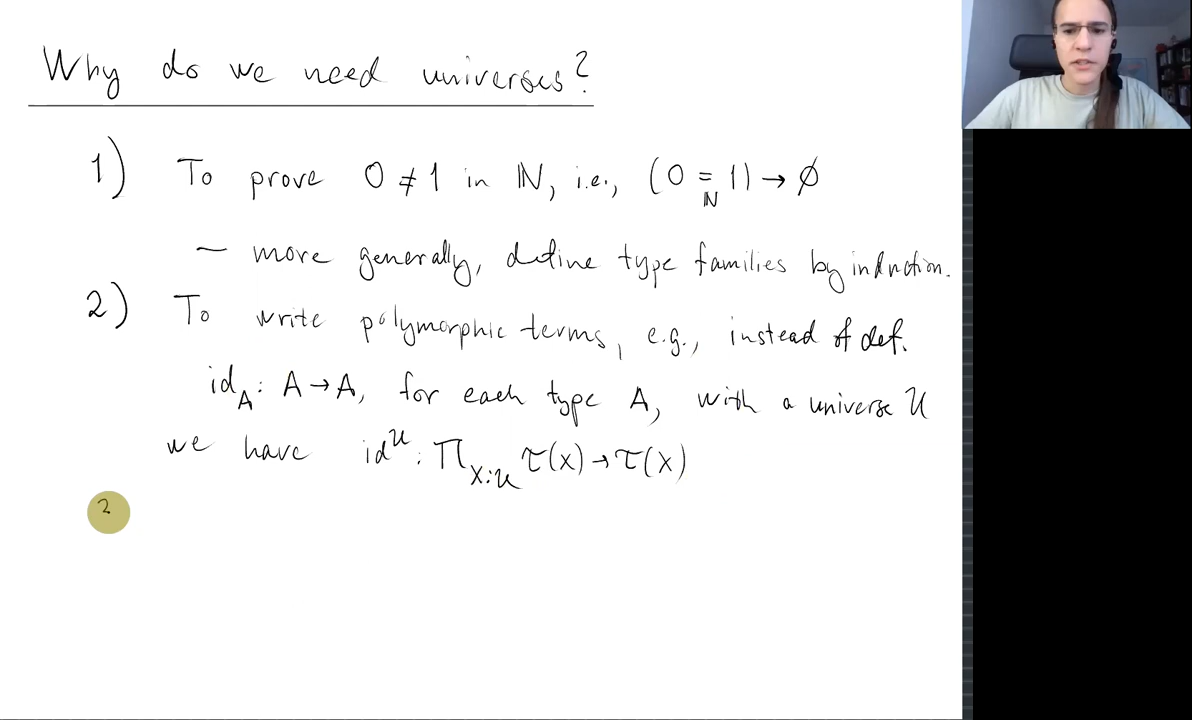 Why do we need universes?
1) To prove 0 ≠ 1 in ℕ, i.e., (0 =_ℕ 1) → ∅
– more generally, define type families by induction.
2) To write polymorphic terms, e.g., instead of def.
id_A : A → A, for each type A, with a universe 𝒰
we have id^𝒰 : Π_{X:𝒰} τ(X) → τ(X)
2